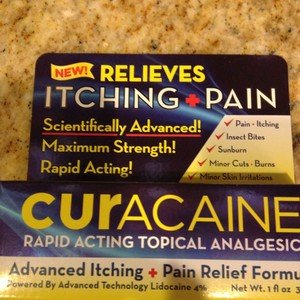 NEW! RELIEVES
ITCHING + PAIN
Scientifically Advanced!
Maximum Strength!
Rapid Acting!
✓ Pain - Itching
✓ Insect Bites
✓ Sunburn
✓ Minor Cuts - Burns
✓ Minor Skin Irritations
curACAINE
RAPID ACTING TOPICAL ANALGESIC
Advanced Itching + Pain Relief Formu
Powered By Advanced Technology Lidocaine 4%
Net Wt. 1 fl oz 3